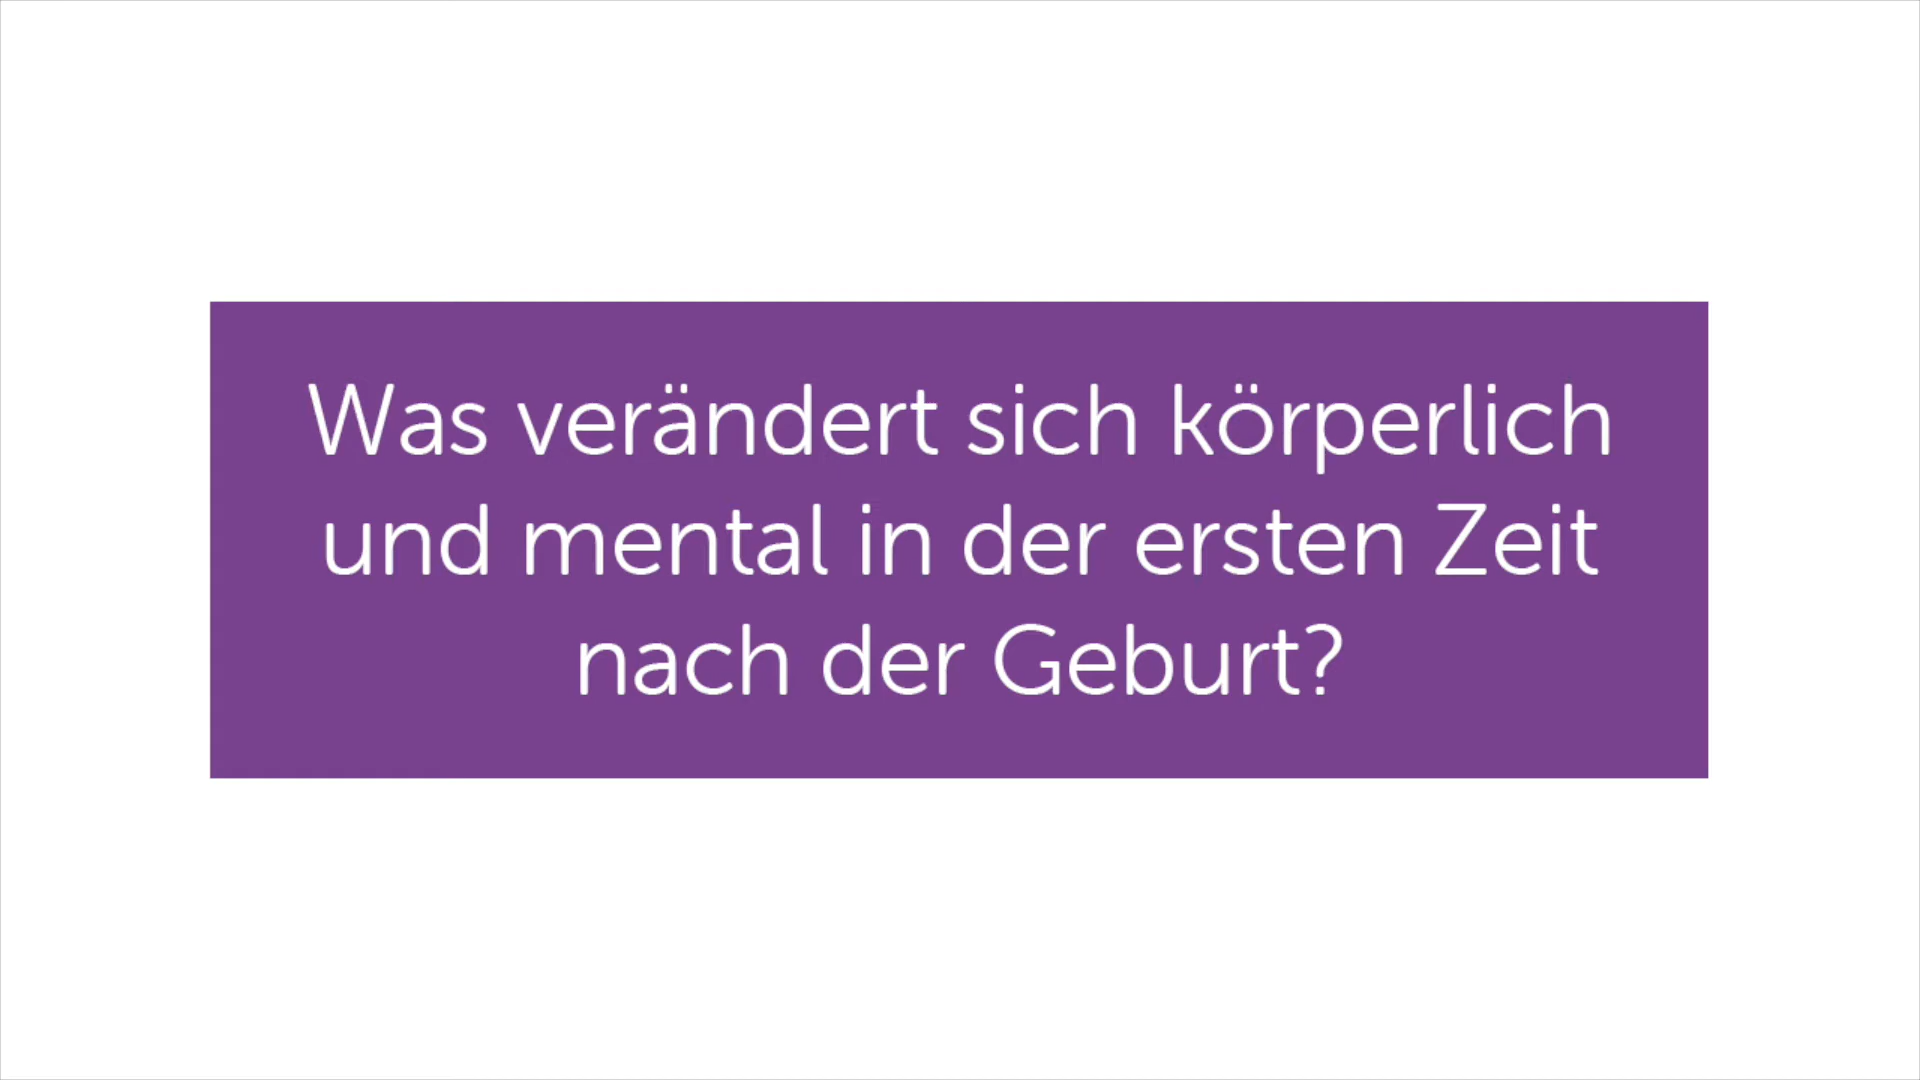 Was verändert sich körperlich
und mental in der ersten Zeit
nach der Geburt?